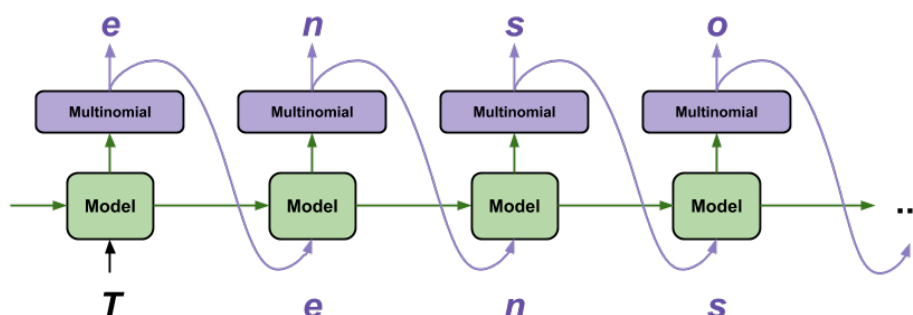 e n s o
Multinomial Multinomial Multinomial Multinomial
Model Model Model Model ..
T e n s